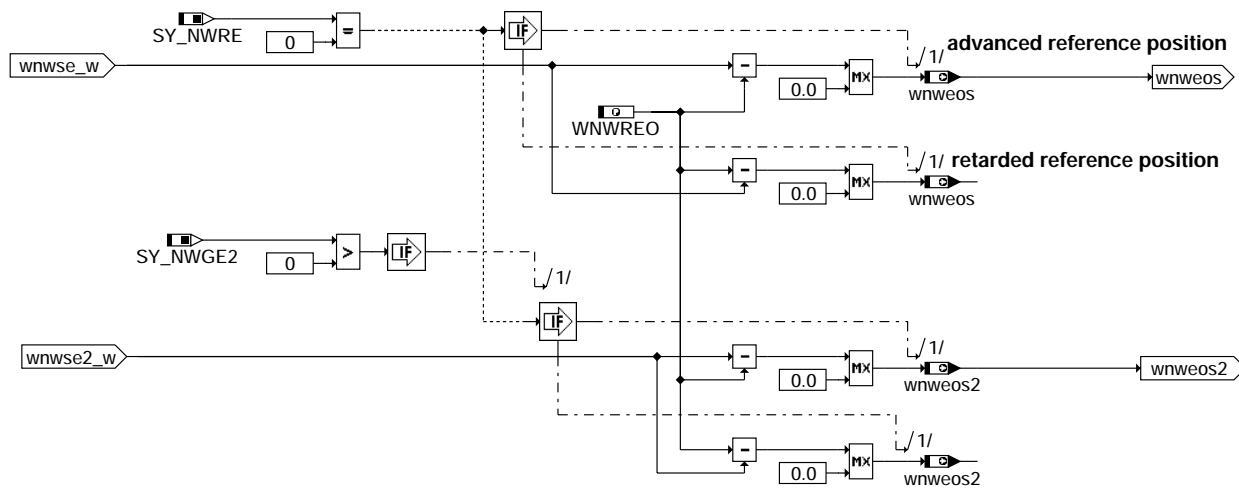 SY_NWRE
0
=
IF
/1/
advanced reference position
wnwse_w
-
0.0
MX
wnweos
wnweos
WNWREO
/1/
retarded reference position
-
0.0
MX
wnweos
SY_NWGE2
0
>
IF
/1/
IF
/1/
wnwse2_w
-
0.0
MX
wnweos2
wnweos2
/1/
-
0.0
MX
wnweos2